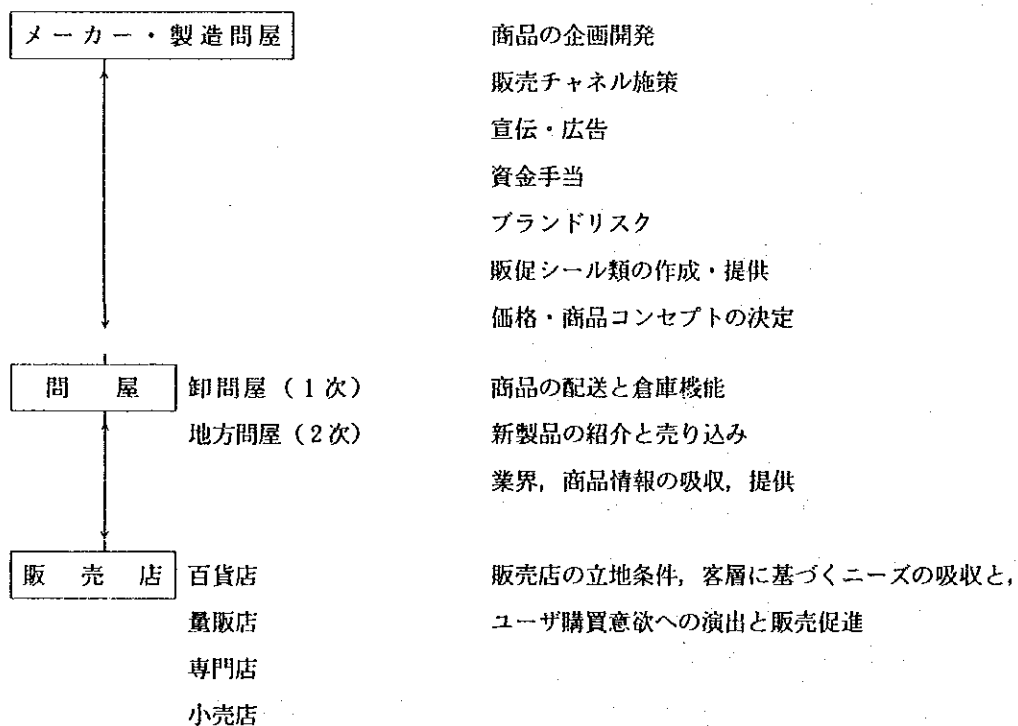 メーカー・製造問屋 商品の企画開発
販売チャネル施策
宣伝・広告
資金手当
ブランドリスク
販促シール類の作成・提供
価格・商品コンセプトの決定
問屋 卸問屋（1次） 商品の配送と倉庫機能
地方問屋（2次） 新製品の紹介と売り込み
業界，商品情報の吸収，提供
販売店 百貨店 販売店の立地条件，客層に基づくニーズの吸収と，
量販店 ユーザ購買意欲への演出と販売促進
専門店
小売店